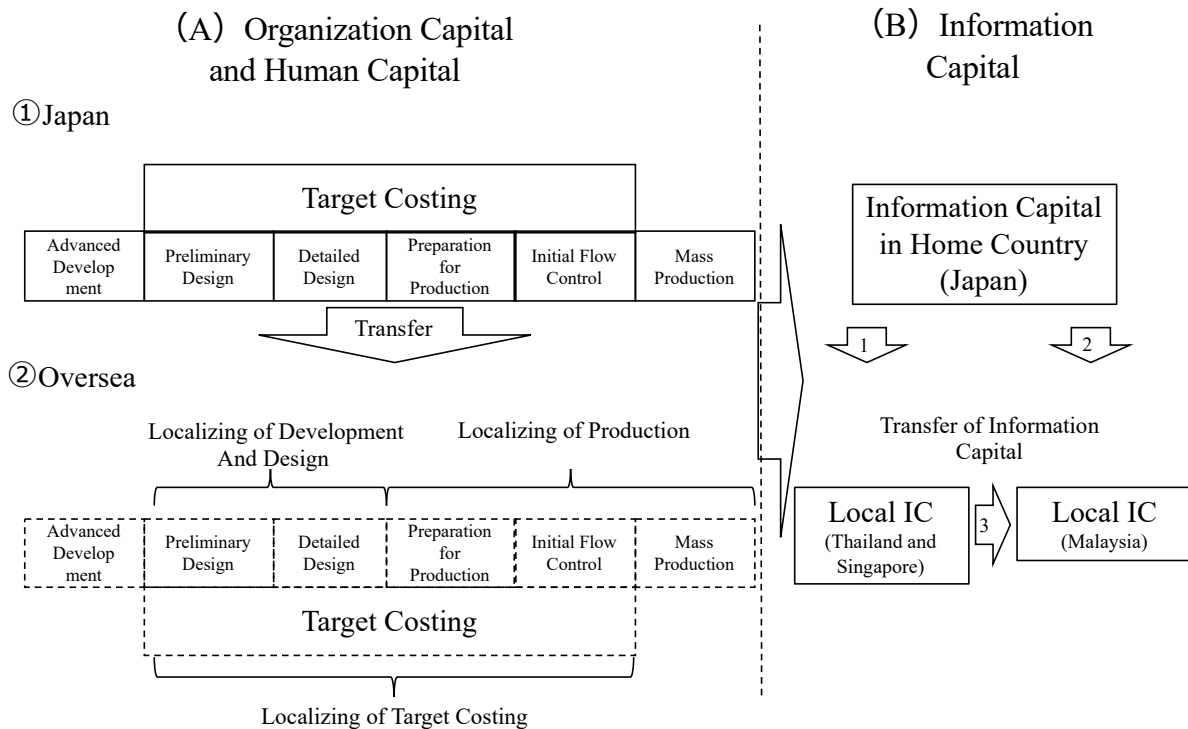 （A）Organization Capital
and Human Capital
（B）Information
Capital
①Japan
Target Costing
Advanced
Develop
ment
Preliminary
Design
Detailed
Design
Preparation
for
Production
Initial Flow
Control
Mass
Production
Transfer
②Oversea
Localizing of Development
And Design
Localizing of Production
Advanced
Develop
ment
Preliminary
Design
Detailed
Design
Preparation
for
Production
Initial Flow
Control
Mass
Production
Target Costing
Localizing of Target Costing
Information Capital
in Home Country
(Japan)
1
2
Transfer of Information
Capital
Local IC
(Thailand and
Singapore)
3
Local IC
(Malaysia)